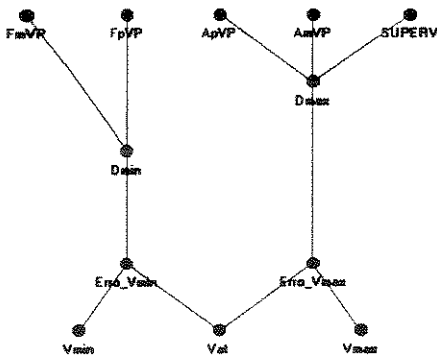 FmVP FpVP ApVP AmVP SUPERV
Dmax
Dmin
Erro_Vmin Erro_Vmax
Vmin Vat Vmax